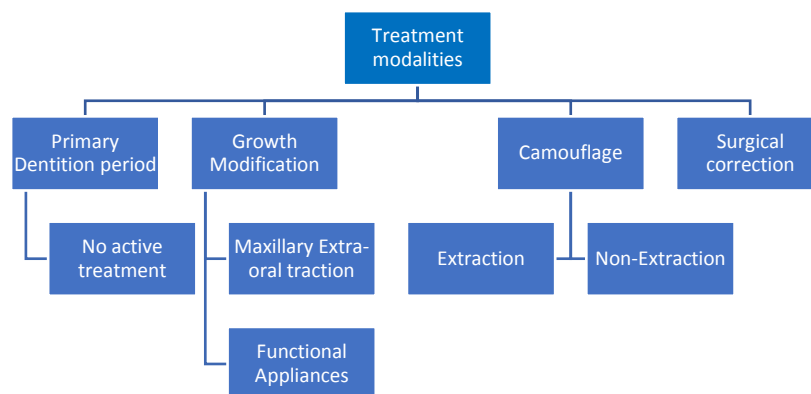 Treatment
modalities
Primary
Dentition period
Growth
Modification
Camouflage
Surgical
correction
No active
treatment
Maxillary Extra-
oral traction
Extraction
Non-Extraction
Functional
Appliances